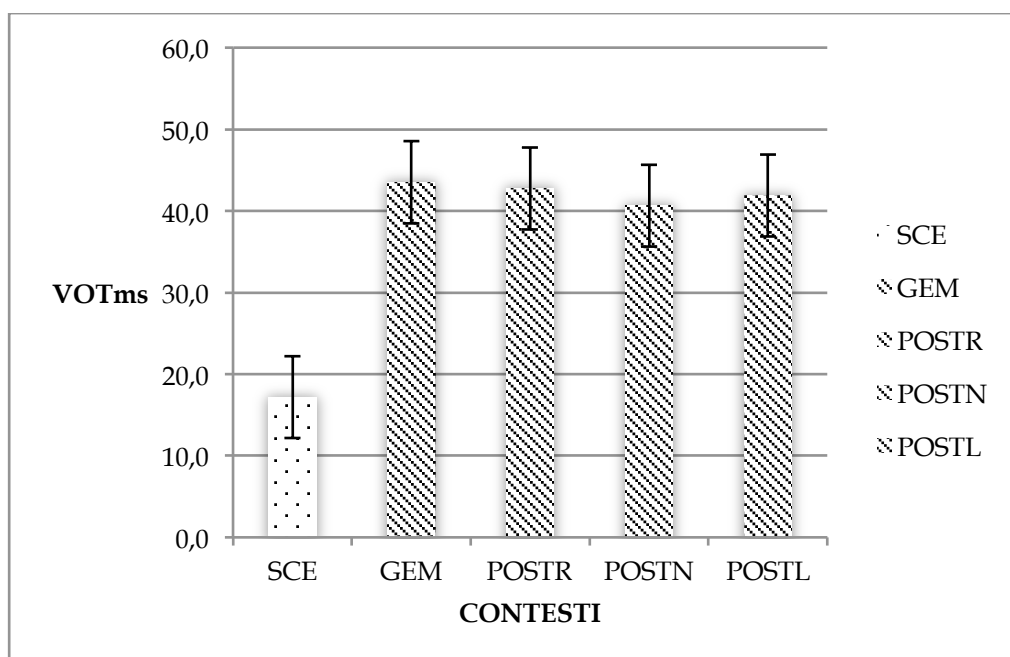 60,0
50,0
40,0
30,0
20,0
10,0
0,0
VOTms
SCE GEM POSTR POSTN POSTL
CONTESTI
SCE
GEM
POSTR
POSTN
POSTL